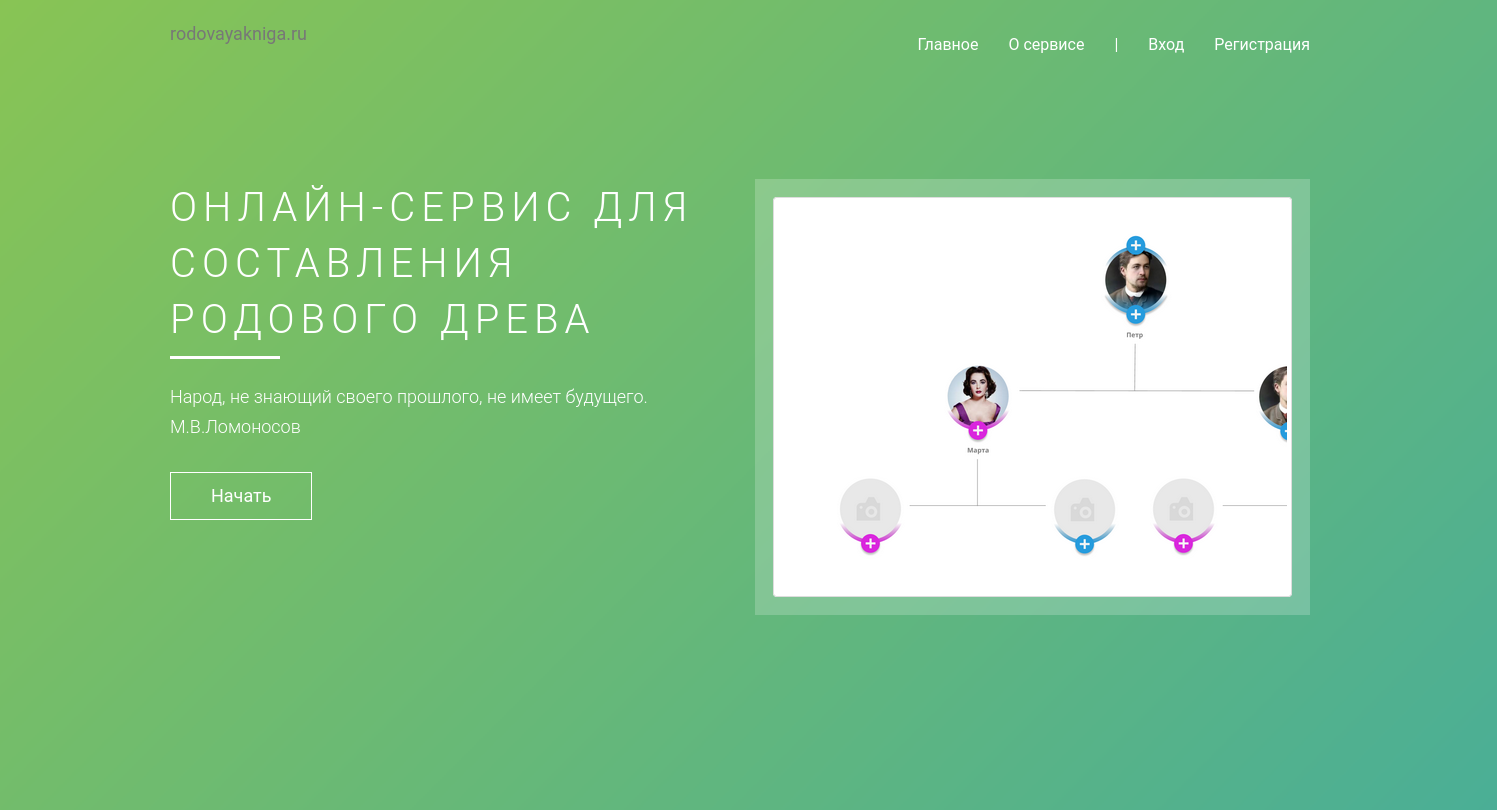 rodovayakniga.ru
Главное О сервисе | Вход Регистрация
ОНЛАЙН-СЕРВИС ДЛЯ
СОСТАВЛЕНИЯ
РОДОВОГО ДРЕВА
Народ, не знающий своего прошлого, не имеет будущего.
М.В.Ломоносов
Начать
Петр
Марта